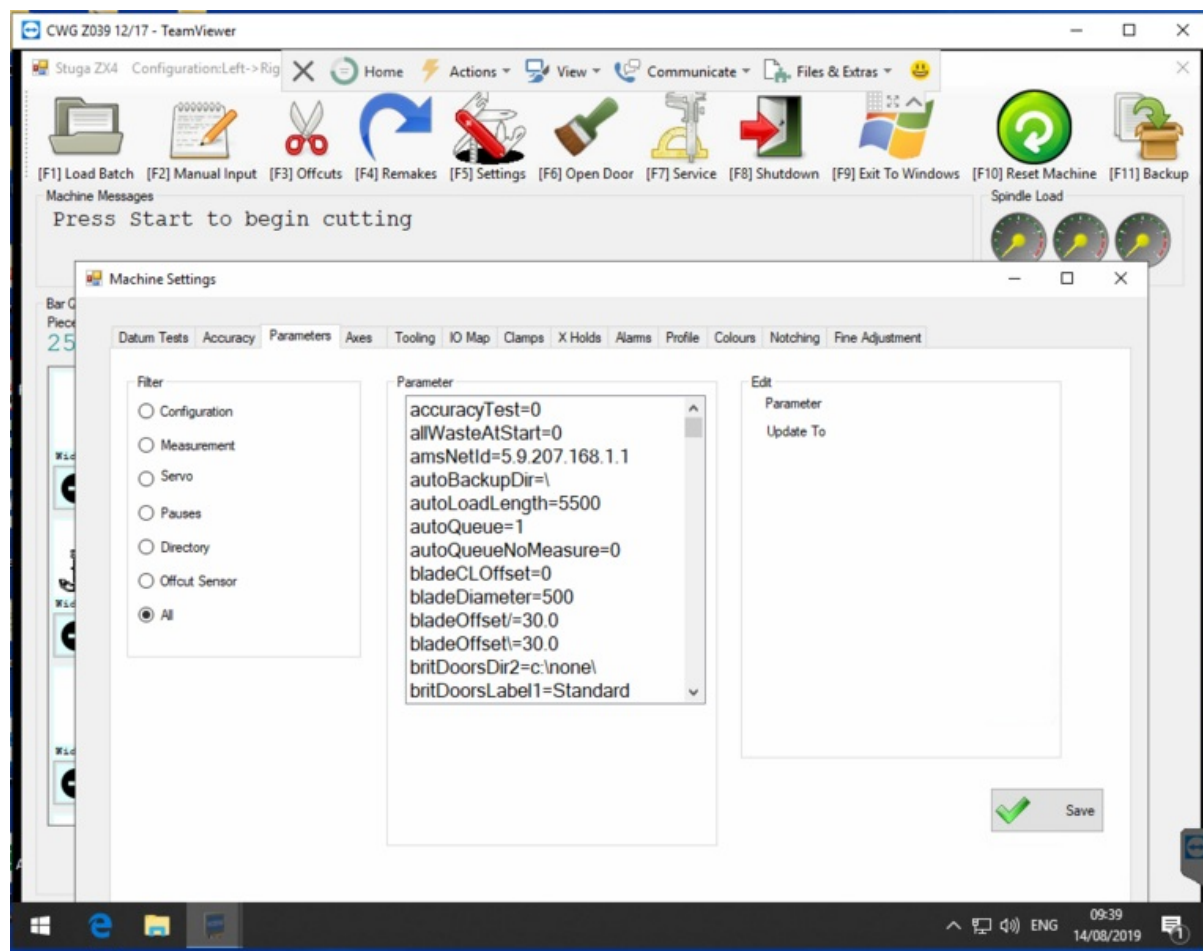 CWG Z039 12/17 - TeamViewer
Stuga ZX4 Configuration:Left->Rig
Home Actions View Communicate Files & Extras
[F1] Load Batch [F2] Manual Input [F3] Offcuts [F4] Remakes [F5] Settings [F6] Open Door [F7] Service [F8] Shutdown [F9] Exit To Windows [F10] Reset Machine [F11] Backup
Machine Messages
Press Start to begin cutting
Spindle Load
Machine Settings
Bar Q
Piece
25
Datum Tests Accuracy Parameters Axes Tooling IO Map Clamps X Holds Alarms Profile Colours Notching Fine Adjustment
Filter
Configuration
Measurement
Servo
Pauses
Directory
Offcut Sensor
All
Parameter
accuracyTest=0
allWasteAtStart=0
amsNetId=5.9.207.168.1.1
autoBackupDir=\
autoLoadLength=5500
autoQueue=1
autoQueueNoMeasure=0
bladeCLOffset=0
bladeDiameter=500
bladeOffset/=30.0
bladeOffset\=30.0
britDoorsDir2=c:\none\
britDoorsLabel1=Standard
Edit
Parameter
Update To
Save
Wid
Wid
Wid
ENG
09:39
14/08/2019
1